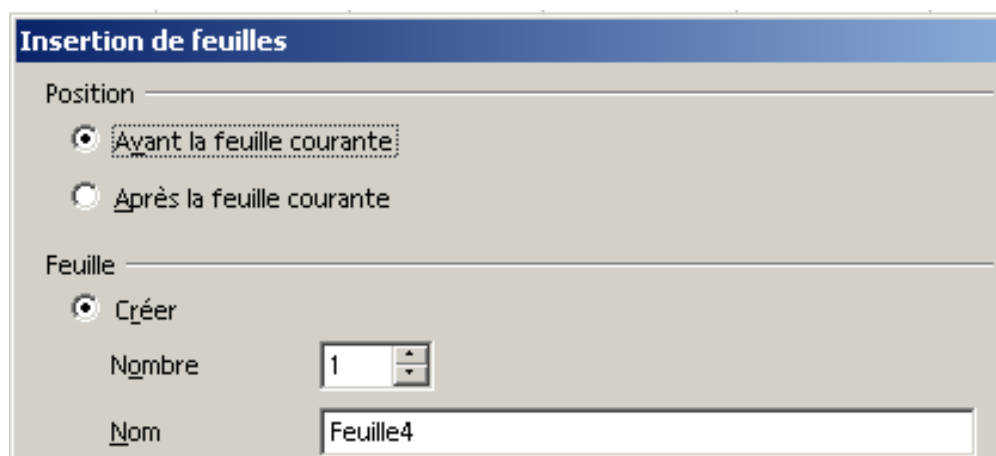 Insertion de feuilles
Position
Avant la feuille courante
Après la feuille courante
Feuille
Créer
Nombre 1
Nom Feuille4